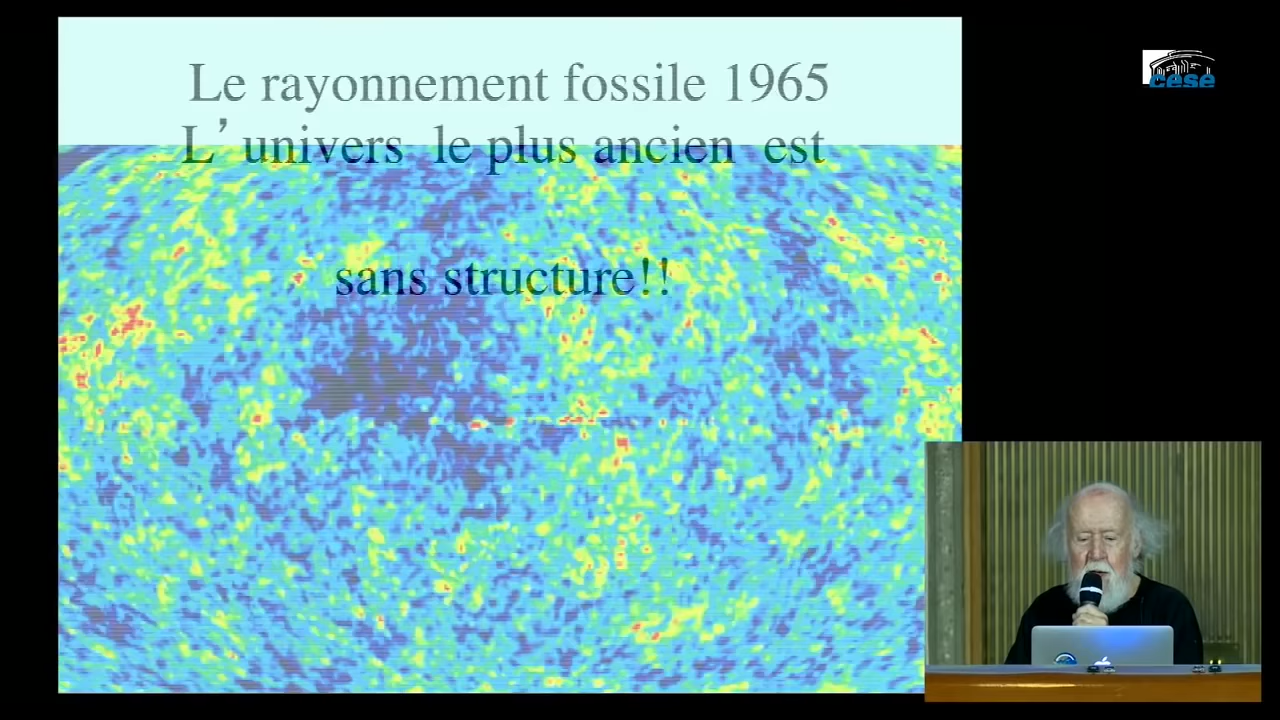 Le rayonnement fossile 1965
L’univers le plus ancien est
sans structure!!
cese